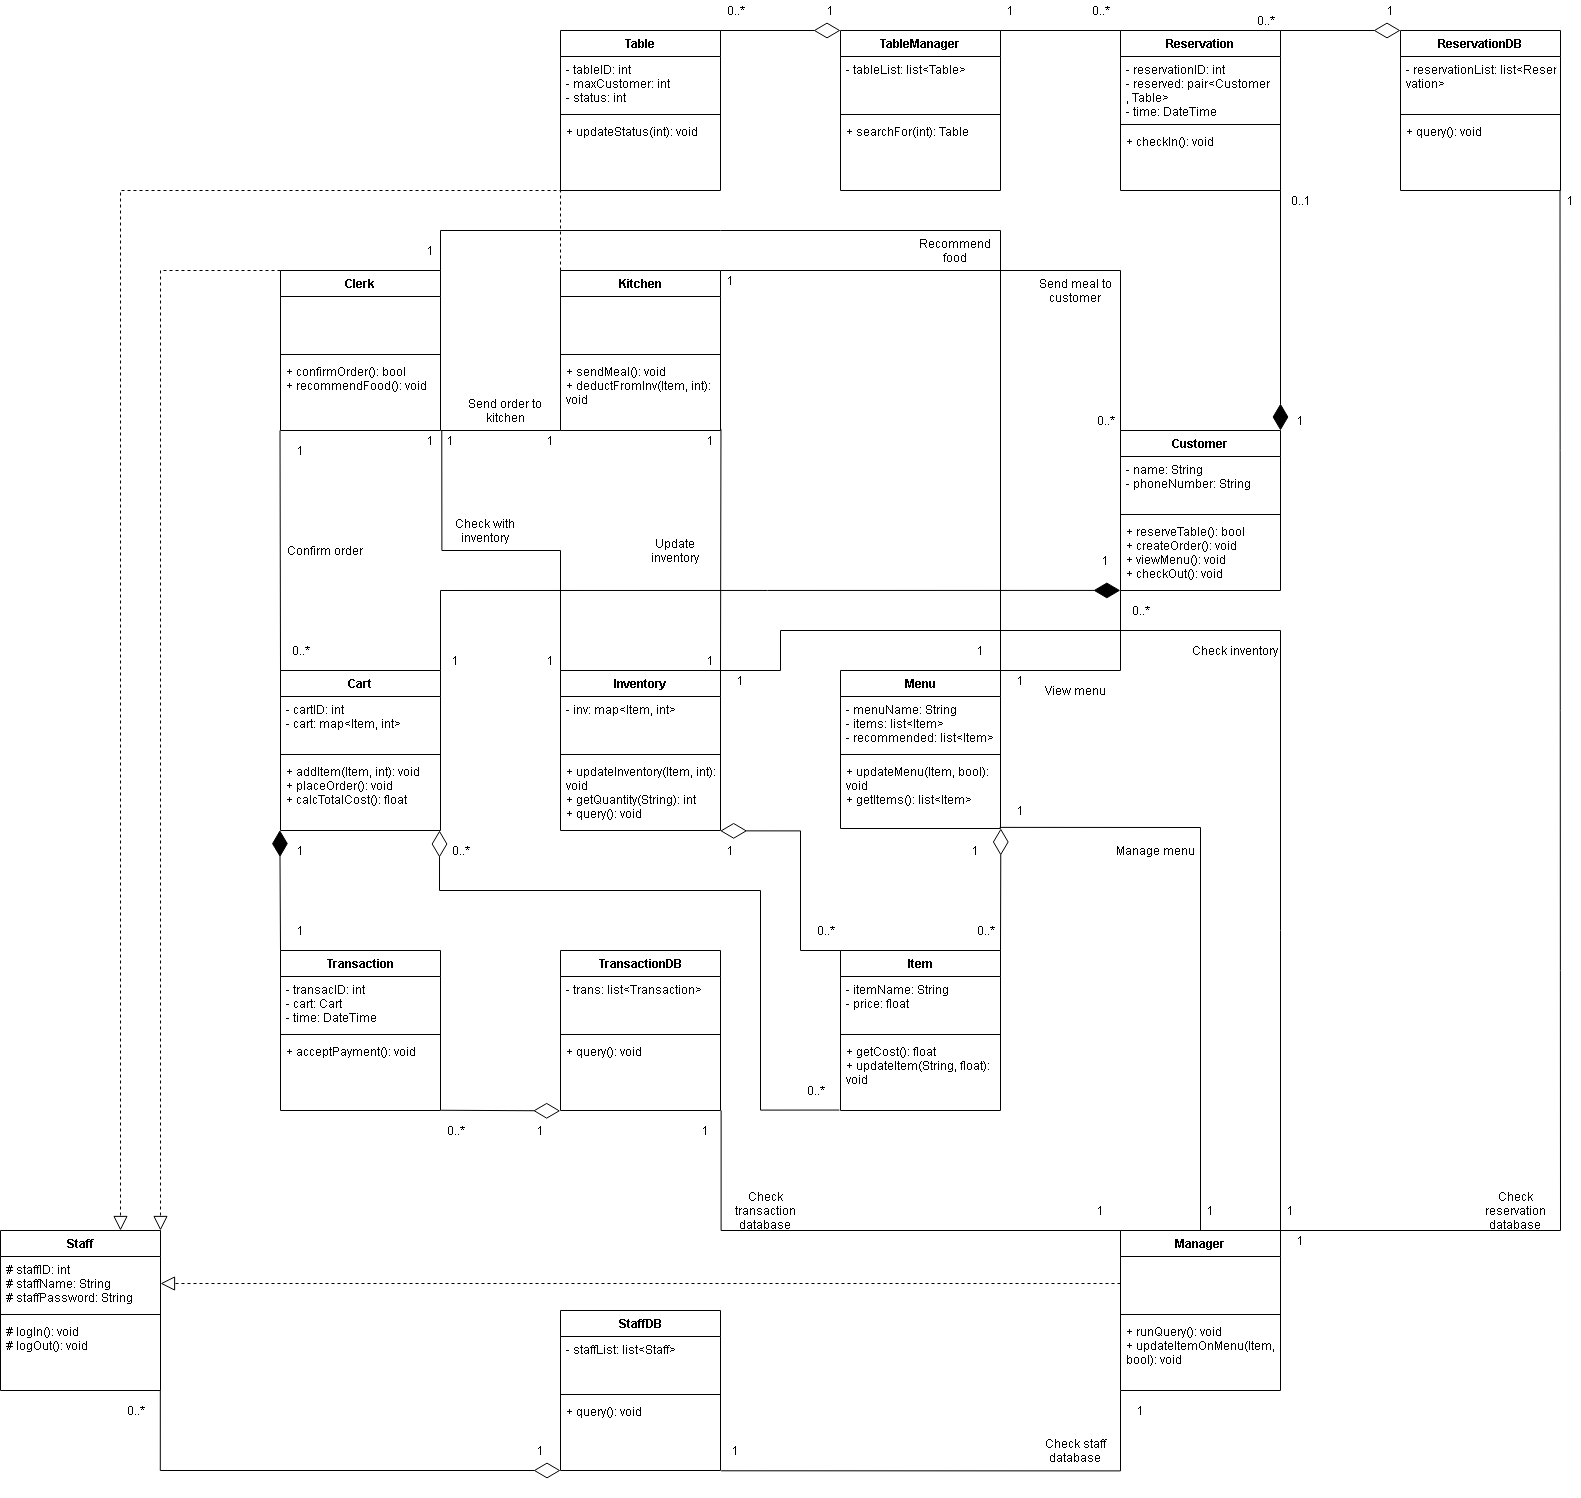 0..*
1
1
0..*
0..*
1
Table
- tableID: int
- maxCustomer: int
- status: int
+ updateStatus(int): void
TableManager
- tableList: list<Table>
+ searchFor(int): Table
Reservation
- reservationID: int
- reserved: pair<Customer
, Table>
- time: DateTime
+ checkIn(): void
ReservationDB
- reservationList: list<Reser
vation>
+ query(): void
0..1
1
1
Recommend
food
Clerk
+ confirmOrder(): bool
+ recommendFood(): void
Kitchen
+ sendMeal(): void
+ deductFromInv(Item, int):
void
1
Send meal to
customer
Send order to
kitchen
0..*
1
1
1
1
1
1
Customer
- name: String
- phoneNumber: String
+ reserveTable(): bool
+ createOrder(): void
+ viewMenu(): void
+ checkOut(): void
Confirm order
Check with
inventory
Update
inventory
1
0..*
0..*
1
1
1
1
Check inventory
Cart
- cartID: int
- cart: map<Item, int>
+ addItem(Item, int): void
+ placeOrder(): void
+ calcTotalCost(): float
Inventory
- inv: map<Item, int>
+ updateInventory(Item, int):
void
+ getQuantity(String): int
+ query(): void
1
Menu
- menuName: String
- items: list<Item>
- recommended: list<Item>
+ updateMenu(Item, bool):
void
+ getItems(): list<Item>
1
View menu
1
1
0..*
1
1
Manage menu
1
0..*
0..*
Transaction
- transacID: int
- cart: Cart
- time: DateTime
+ acceptPayment(): void
TransactionDB
- trans: list<Transaction>
+ query(): void
Item
- itemName: String
- price: float
+ getCost(): float
+ updateItem(String, float):
void
0..*
0..*
1
1
Check
transaction
database
1
1
1
Check
reservation
database
Staff
# staffID: int
# staffName: String
# staffPassword: String
# logIn(): void
# logOut(): void
Manager
+ runQuery(): void
+ updateItemOnMenu(Item,
bool): void
1
StaffDB
- staffList: list<Staff>
+ query(): void
0..*
1
1
1
Check staff
database